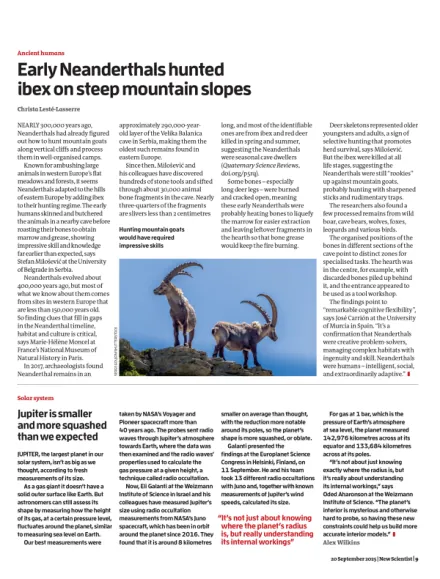 Ancient humans
Early Neanderthals hunted
ibex on steep mountain slopes
Christa Lesté-Lasserre
NEARLY 300,000 years ago,
Neanderthals had already figured
out how to hunt mountain goats
along vertical cliffs and process
them in well-organised camps.
Known for ambushing large
animals in western Europe's flat
meadows and forests, it seems
Neanderthals adapted to the hills
of eastern Europe by adding ibex
to their hunting regime. The early
humans skinned and butchered
the animals in a nearby cave before
roasting their bones to obtain
marrow and grease, showing
impressive skill and knowledge
far earlier than expected, says
Stefan Milošević at the University
of Belgrade in Serbia.
Neanderthals evolved about
400,000 years ago, but most of
what we know about them comes
from sites in western Europe that
are less than 150,000 years old.
So finding clues that fill in gaps
in the Neanderthal timeline,
habitat and culture is critical,
says Marie-Hélène Moncel at
France's National Museum of
Natural History in Paris.
In 2017, archaeologists found
Neanderthal remains in an
approximately 290,000-year-
old layer of the Velika Balanica
cave in Serbia, making them the
oldest such remains found in
eastern Europe.
Since then, Milošević and
his colleagues have discovered
hundreds of stone tools and sifted
through about 30,000 animal
bone fragments in the cave. Nearly
three-quarters of the fragments
are slivers less than 2 centimetres
Hunting mountain goats
would have required
impressive skills
long, and most of the identifiable
ones are from ibex and red deer
killed in spring and summer,
suggesting the Neanderthals
were seasonal cave dwellers
(Quaternary Science Reviews,
Some bones – especially
long deer legs – were burned
and cracked open, meaning
these early Neanderthals were
probably heating bones to liquefy
the marrow for easier extraction
and leaving leftover fragments in
the hearth so that bone grease
would keep the fire burning.
Deer skeletons represented older
youngsters and adults, a sign of
selective hunting that promotes
herd survival, says Milošević.
But the ibex were killed at all
life stages, suggesting the
Neanderthals were still "rookies"
up against mountain goats,
probably hunting with sharpened
sticks and rudimentary traps.
The researchers also found a
few processed remains from wild
boar, cave bears, wolves, foxes,
leopards and various birds.
The organised positions of the
bones in different sections of the
cave point to distinct zones for
specialised tasks. The hearth was
in the centre, for example, with
discarded bones piled up behind
it, and the entrance appeared to
be used as a tool workshop.
The findings point to
"remarkable cognitive flexibility",
says José Carrión at the University
of Murcia in Spain. "It's a
confirmation that Neanderthals
were creative problem-solvers,
managing complex habitats with
ingenuity and skill. Neanderthals
were humans – intelligent, social,
and extraordinarily adaptive."
Solar system
Jupiter is smaller
and more squashed
than we expected
JUPITER, the largest planet in our
solar system, isn't as big as we
thought, according to fresh
measurements of its size.
As a gas giant it doesn't have a
solid outer surface like Earth. But
astronomers can still assess its
shape by measuring how the height
of its gas, at a certain pressure level,
fluctuates around the planet, similar
to measuring sea level on Earth.
Our best measurements were
taken by NASA's Voyager and
Pioneer spacecraft more than
40 years ago. The probes sent radio
waves through Jupiter's atmosphere
towards Earth, where the data was
then examined and the radio waves'
properties used to calculate the
gas pressure at a given height, a
technique called radio occultation.
Now, Eli Galanti at the Weizmann
Institute of Science in Israel and his
colleagues have measured Jupiter's
size using radio occultation
measurements from NASA's Juno
spacecraft, which has been in orbit
around the planet since 2016. They
found that it is around 8 kilometres
smaller on average than thought,
with the reduction more notable
around its poles, so the planet's
shape is more squashed, or oblate.
Galanti presented the
findings at the Europlanet Science
Congress in Helsinki, Finland, on
11 September. He and his team
took 13 different radio occultations
with Juno and, together with known
measurements of Jupiter's wind
speeds, calculated its size.
"It's not just about knowing
where the planet's radius
is, but really understanding
its internal workings"
For gas at 1 bar, which is the
pressure of Earth's atmosphere
at sea level, the planet measured
142,976 kilometres across at its
equator and 133,684 kilometres
across at its poles.
"It's not about just knowing
exactly where the radius is, but
it's really about understanding
its internal workings," says
Oded Aharonson at the Weizmann
Institute of Science. "The planet's
interior is mysterious and otherwise
hard to probe, so having these new
constraints could help us build more
accurate interior models."
Alex Wilkins
20 September 2025 | New Scientist | 9